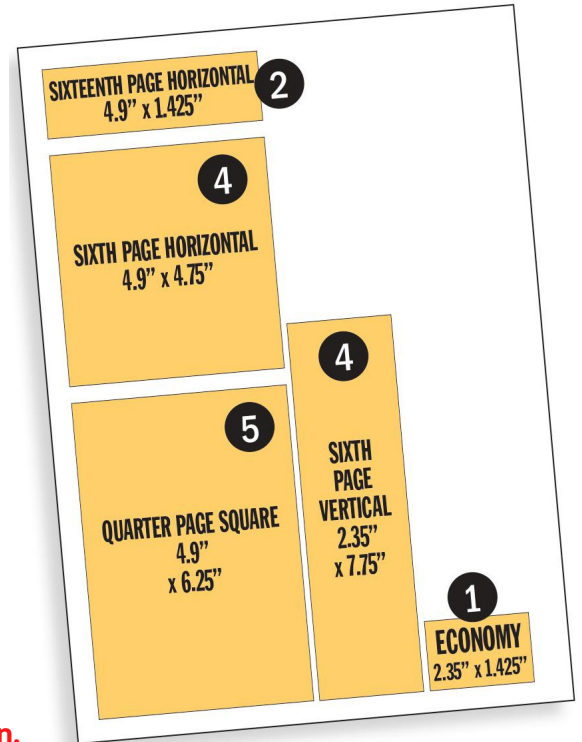 SIXTEENTH PAGE HORIZONTAL
4.9” x 1.425”
2
4
SIXTH PAGE HORIZONTAL
4.9” x 4.75”
4
SIXTH
PAGE
VERTICAL
2.35”
x 7.75”
5
QUARTER PAGE SQUARE
4.9”
x 6.25”
1
ECONOMY
2.35” x 1.425”
n.